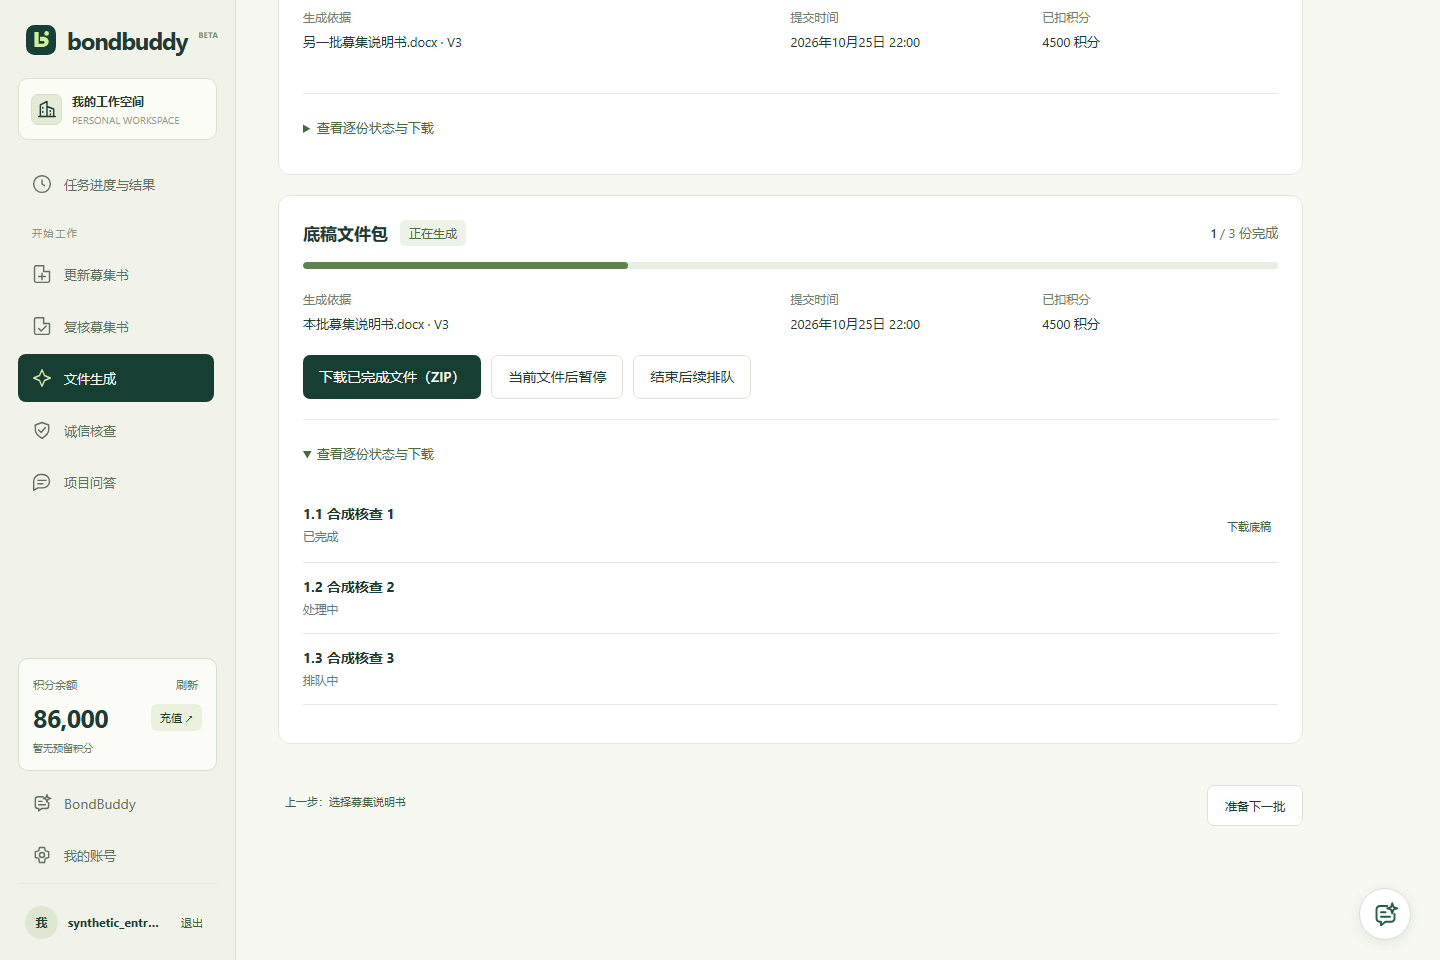 bondbuddy BETA
我的工作空间
PERSONAL WORKSPACE
任务进度与结果
开始工作
更新募集书
复核募集书
文件生成
诚信核查
项目问答
积分余额 刷新
86,000 充值 ↗
暂无预留积分
BondBuddy
我的账号
我 synthetic_entr... 退出
生成依据 提交时间 已扣积分
另一批募集说明书.docx · V3 2026年10月25日 22:00 4500 积分
▶ 查看逐份状态与下载
底稿文件包 正在生成 1 / 3 份完成
生成依据 提交时间 已扣积分
本批募集说明书.docx · V3 2026年10月25日 22:00 4500 积分
下载已完成文件（ZIP） 当前文件后暂停 结束后续排队
▼ 查看逐份状态与下载
1.1 合成核查 1
已完成 下载底稿
1.2 合成核查 2
处理中
1.3 合成核查 3
排队中
上一步：选择募集说明书 准备下一批